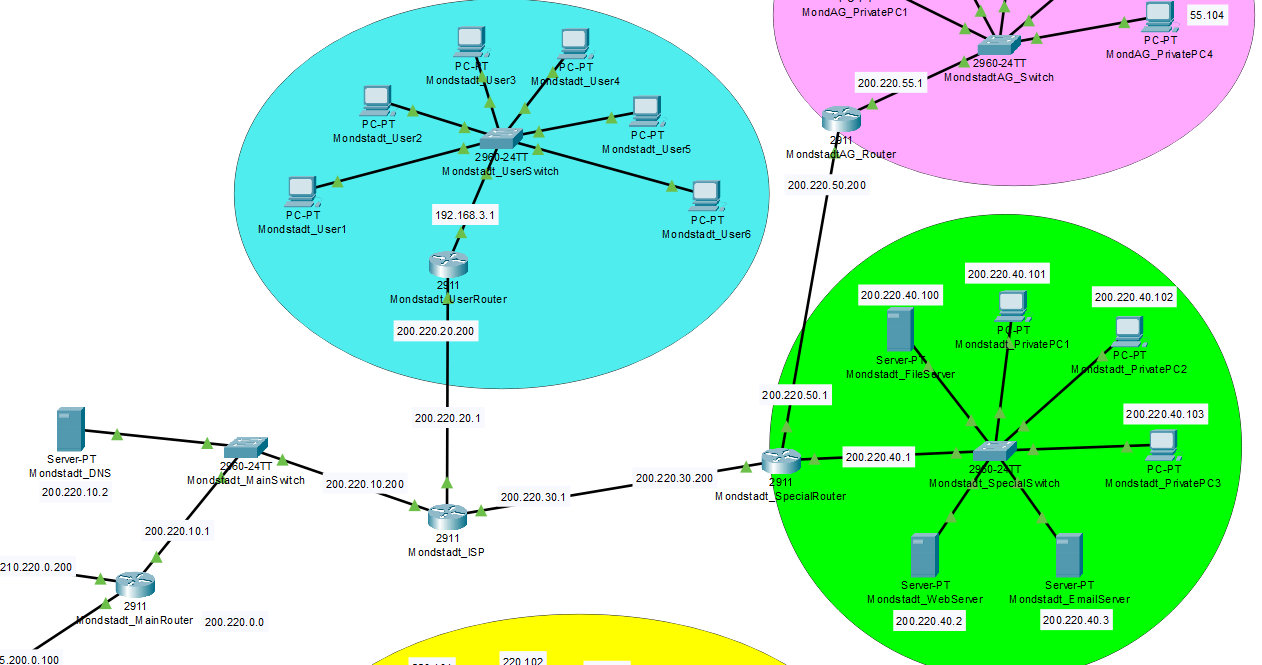 MondAG_PrivatePC1
PC-PT
MondAG_PrivatePC4
55.104
2960-24TT
MondstadtAG_Switch
200.220.55.1
2911
MondstadtAG_Router
200.220.50.200
PC-PT
Mondstadt_User3
PC-PT
Mondstadt_User4
PC-PT
Mondstadt_User2
PC-PT
Mondstadt_User5
2960-24TT
Mondstadt_UserSwitch
PC-PT
Mondstadt_User1
PC-PT
Mondstadt_User6
192.168.3.1
2911
Mondstadt_UserRouter
200.220.20.200
200.220.20.1
200.220.40.101
200.220.40.100
200.220.40.102
PC-PT
Mondstadt_PrivatePC1
Server-PT
Mondstadt_FileServer
PC-PT
Mondstadt_PrivatePC2
200.220.50.1
200.220.40.103
200.220.40.1
2960-24TT
Mondstadt_SpecialSwitch
PC-PT
Mondstadt_PrivatePC3
2911
Mondstadt_SpecialRouter
Server-PT
Mondstadt_DNS
200.220.10.2
2960-24TT
Mondstadt_MainSwitch
200.220.10.200
200.220.30.1
200.220.30.200
2911
Mondstadt_ISP
200.220.10.1
210.220.0.200
2911
Mondstadt_MainRouter
200.220.0.0
5.200.0.100
Server-PT
Mondstadt_WebServer
200.220.40.2
Server-PT
Mondstadt_EmailServer
200.220.40.3
220.102